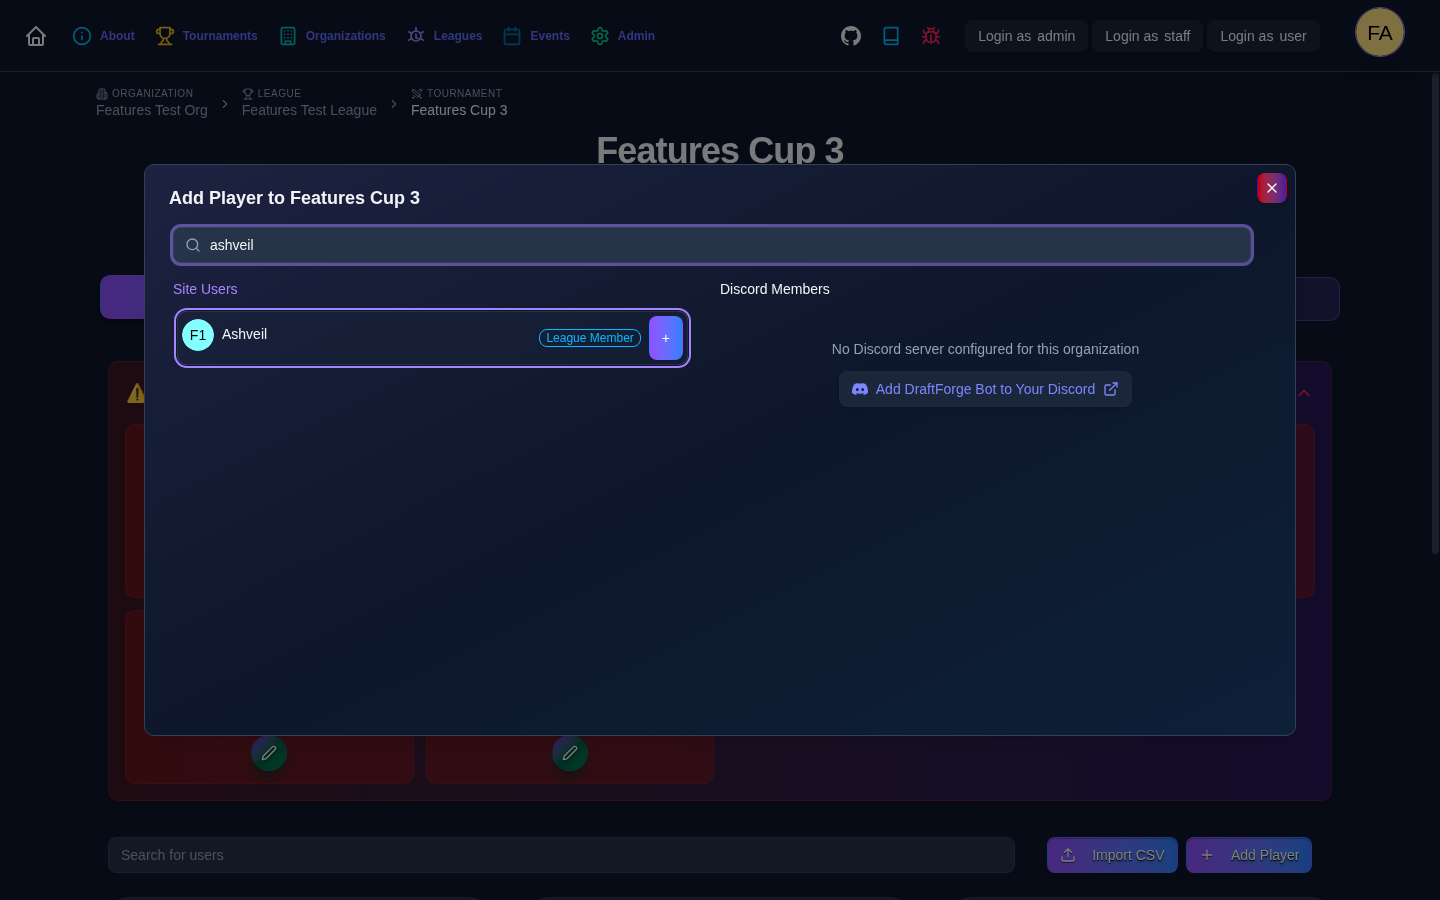 About
Tournaments
Organizations
Leagues
Events
Admin
Login as admin
Login as staff
Login as user
FA
ORGANIZATION
Features Test Org
LEAGUE
Features Test League
TOURNAMENT
Features Cup 3
Features Cup 3
Add Player to Features Cup 3
ashveil
Site Users
Discord Members
F1
Ashveil
League Member
+
No Discord server configured for this organization
Add DraftForge Bot to Your Discord
Search for users
Import CSV
Add Player